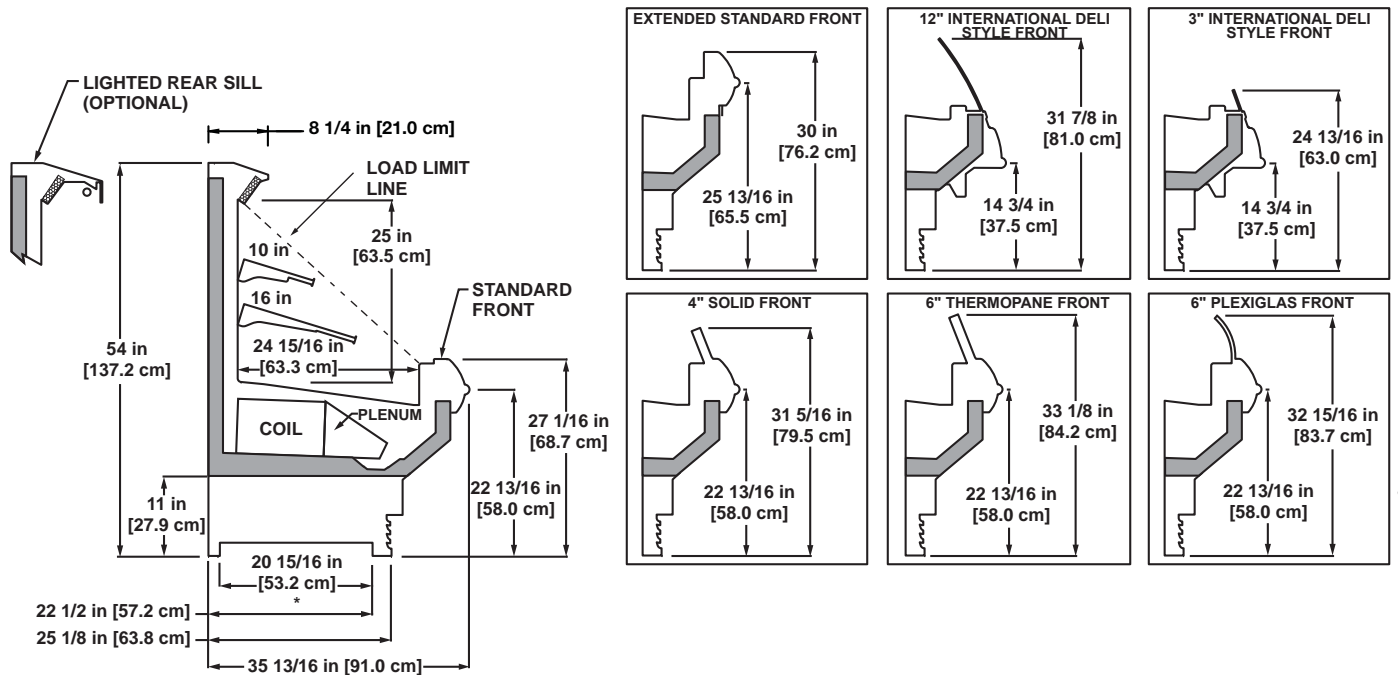 LIGHTED REAR SILL
(OPTIONAL)
8 1/4 in [21.0 cm]
LOAD LIMIT
LINE
25 in
[63.5 cm]
10 in
16 in
STANDARD
FRONT
24 15/16 in
[63.3 cm]
54 in
[137.2 cm]
COIL
PLENUM
27 1/16 in
[68.7 cm]
22 13/16 in
[58.0 cm]
11 in
[27.9 cm]
20 15/16 in
[53.2 cm]
*
22 1/2 in [57.2 cm]
25 1/8 in [63.8 cm]
35 13/16 in [91.0 cm]
EXTENDED STANDARD FRONT
30 in
[76.2 cm]
25 13/16 in
[65.5 cm]
12" INTERNATIONAL DELI
STYLE FRONT
31 7/8 in
[81.0 cm]
14 3/4 in
[37.5 cm]
3" INTERNATIONAL DELI
STYLE FRONT
24 13/16 in
[63.0 cm]
14 3/4 in
[37.5 cm]
4" SOLID FRONT
31 5/16 in
[79.5 cm]
22 13/16 in
[58.0 cm]
6" THERMOPANE FRONT
33 1/8 in
[84.2 cm]
22 13/16 in
[58.0 cm]
6" PLEXIGLAS FRONT
32 15/16 in
[83.7 cm]
22 13/16 in
[58.0 cm]